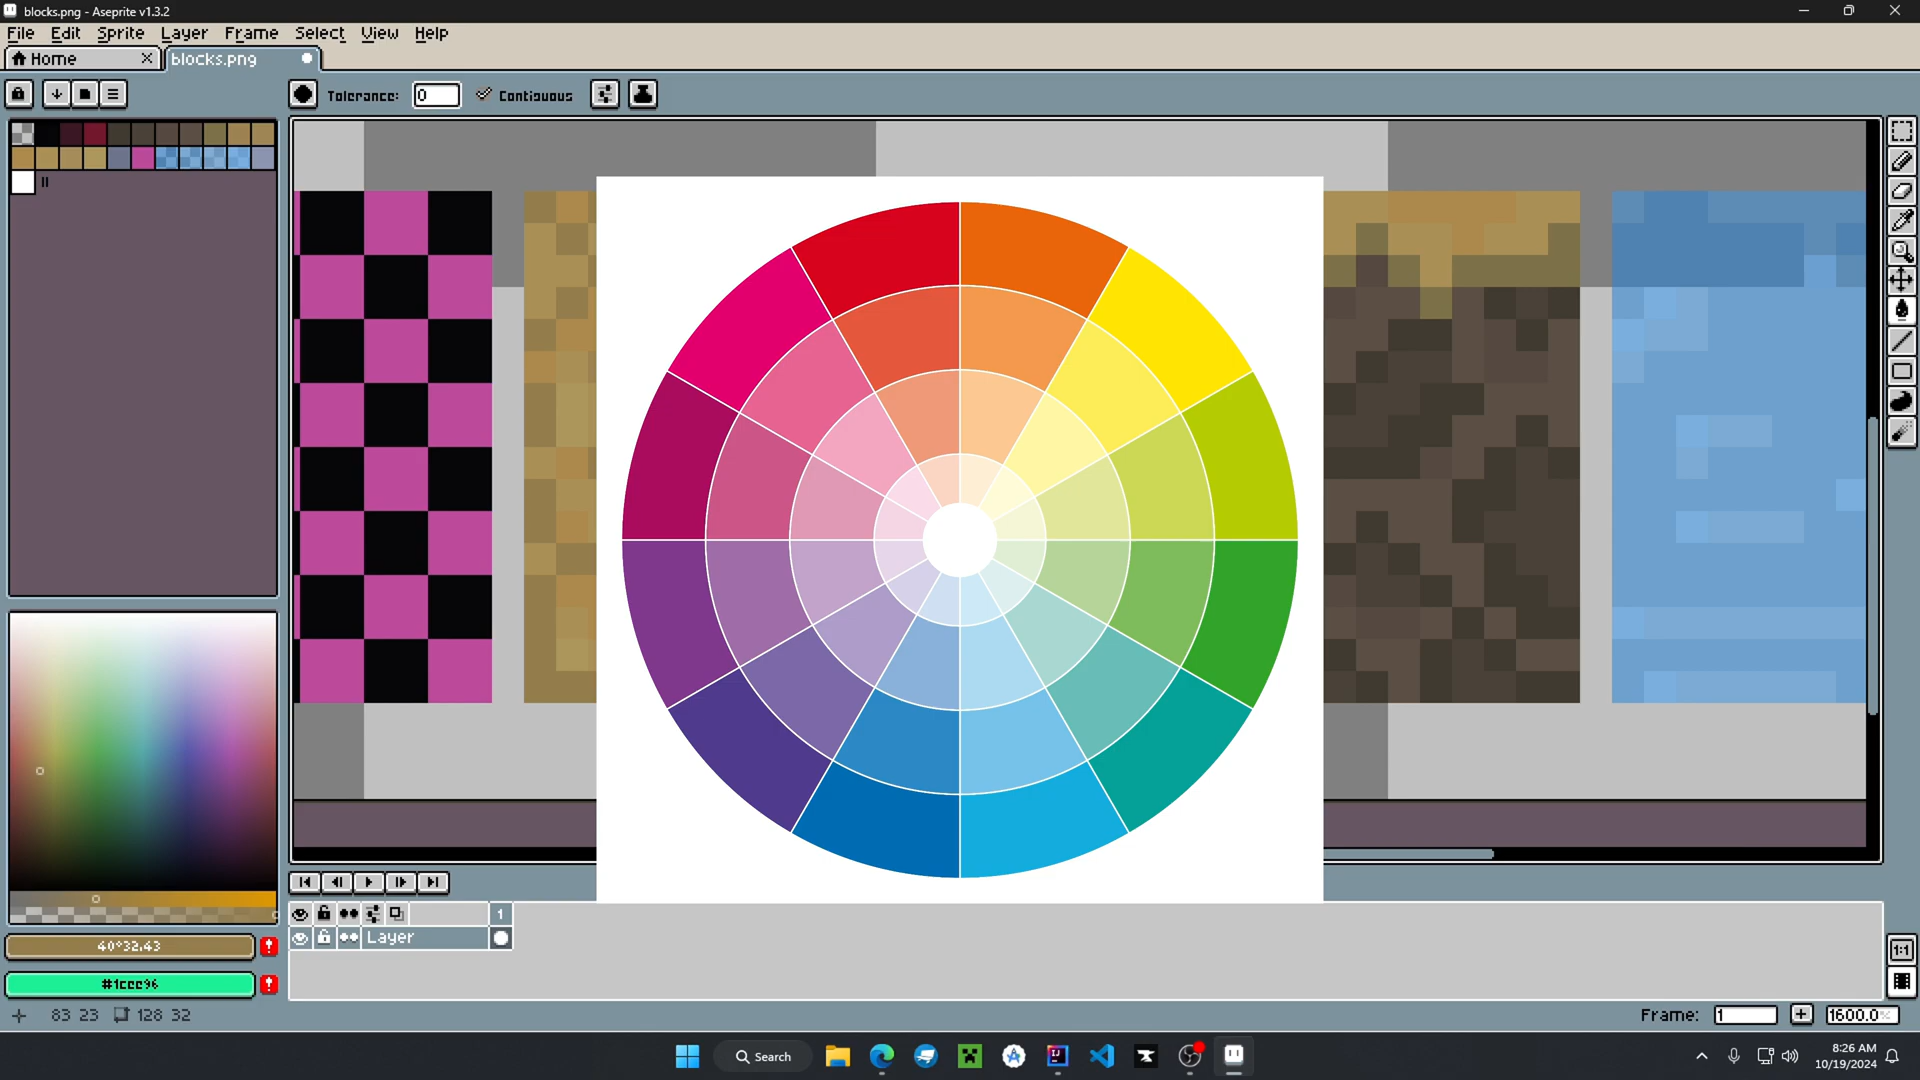 blocks.png - Aseprite v1.3.2
File Edit Sprite Layer Frame Select View Help
Home blocks.png
Tolerance: 0 Contiguous
40°32.43
1
Layer
83 23 128 32
Frame: 1 1:1
1600.0
Search
8:26 AM
10/19/2024